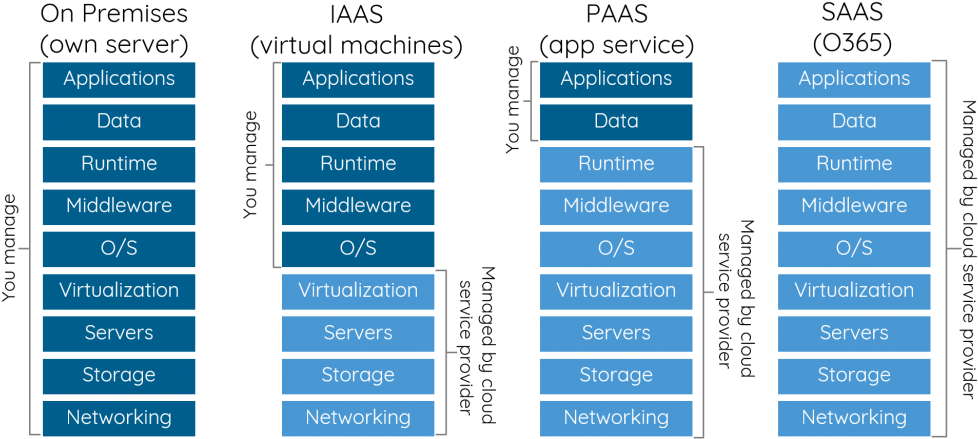 On Premises
(own server)
You manage
Applications
Data
Runtime
Middleware
O/S
Virtualization
Servers
Storage
Networking
IAAS
(virtual machines)
You manage
Applications
Data
Runtime
Middleware
O/S
Virtualization
Servers
Storage
Networking
Managed by cloud
service provider
PAAS
(app service)
You manage
Applications
Data
Runtime
Middleware
O/S
Virtualization
Servers
Storage
Networking
Managed by cloud
service provider
SAAS
(O365)
Applications
Data
Runtime
Middleware
O/S
Virtualization
Servers
Storage
Networking
Managed by cloud service provider